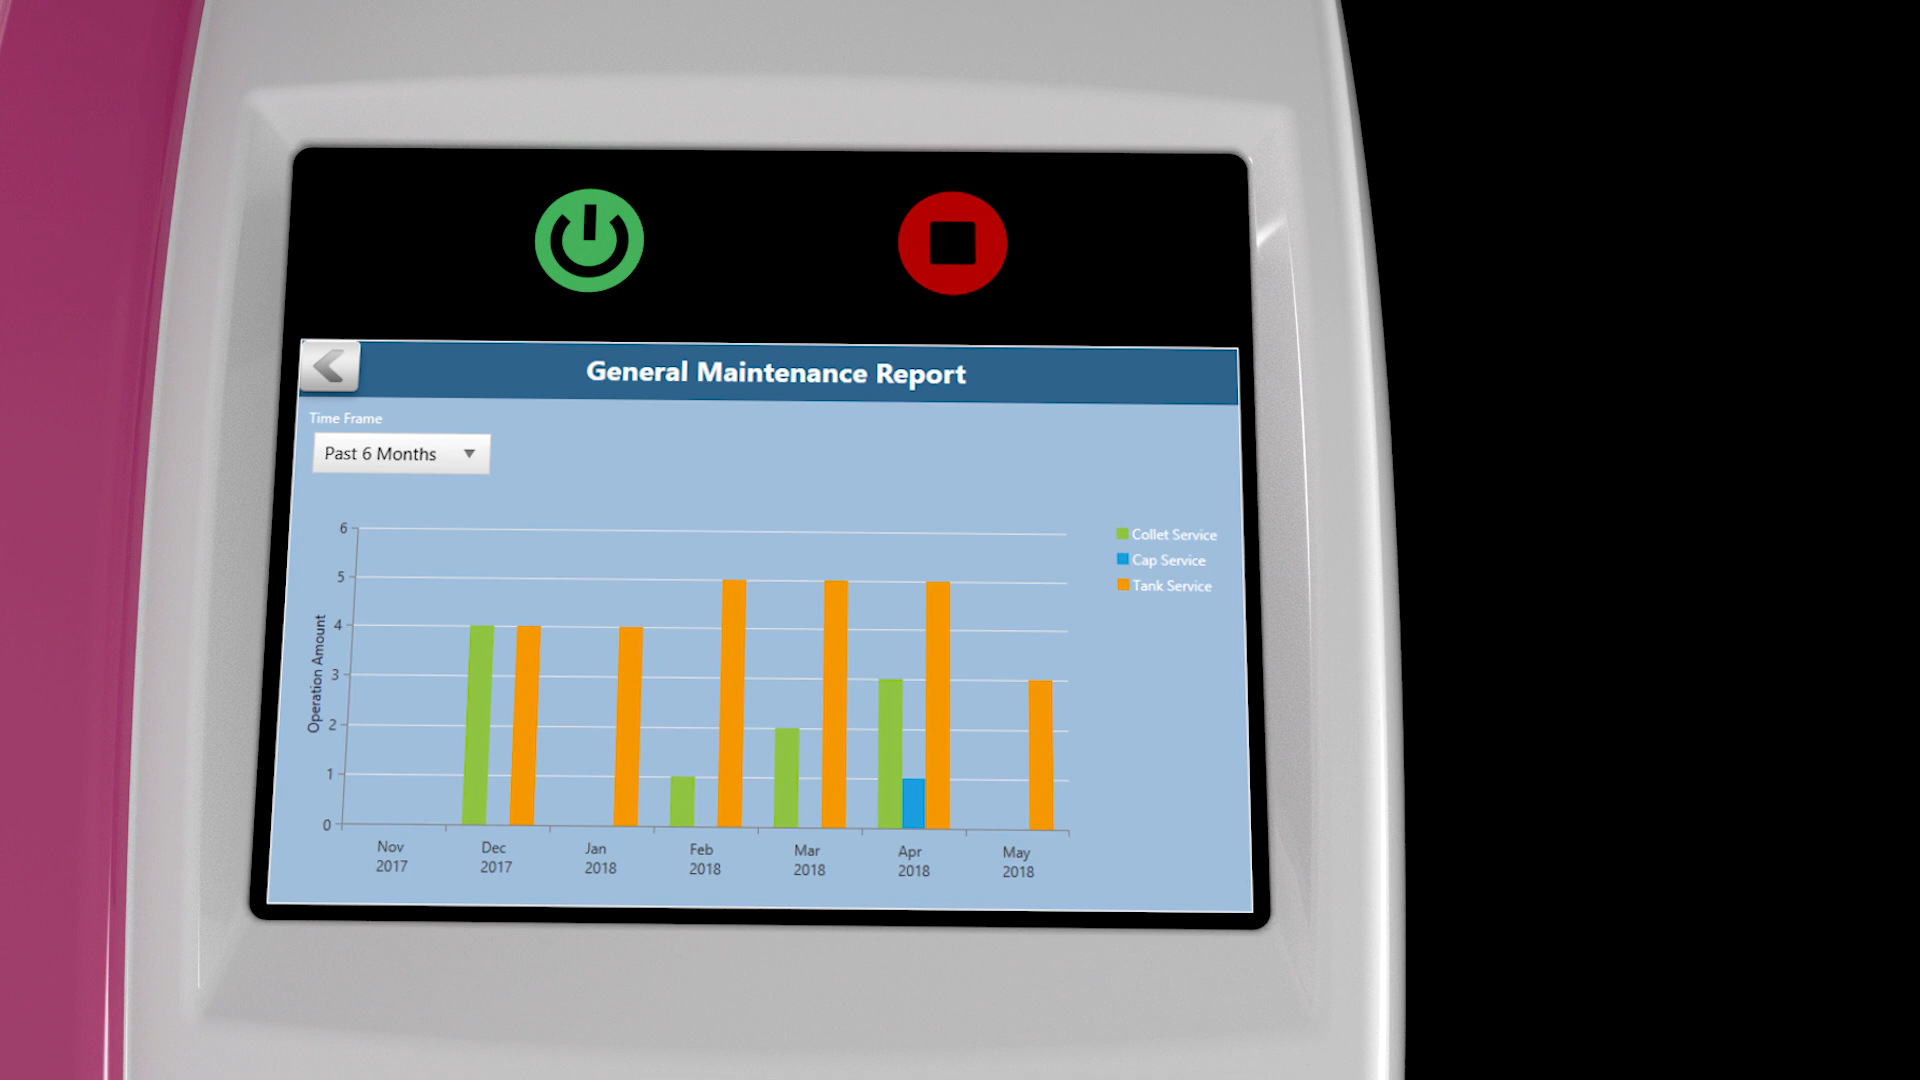 General Maintenance Report
Time Frame
Past 6 Months
6
5
4
3
2
1
0
Operation Amount
Collet Service
Cap Service
Tank Service
Nov
2017
Dec
2017
Jan
2018
Feb
2018
Mar
2018
Apr
2018
May
2018